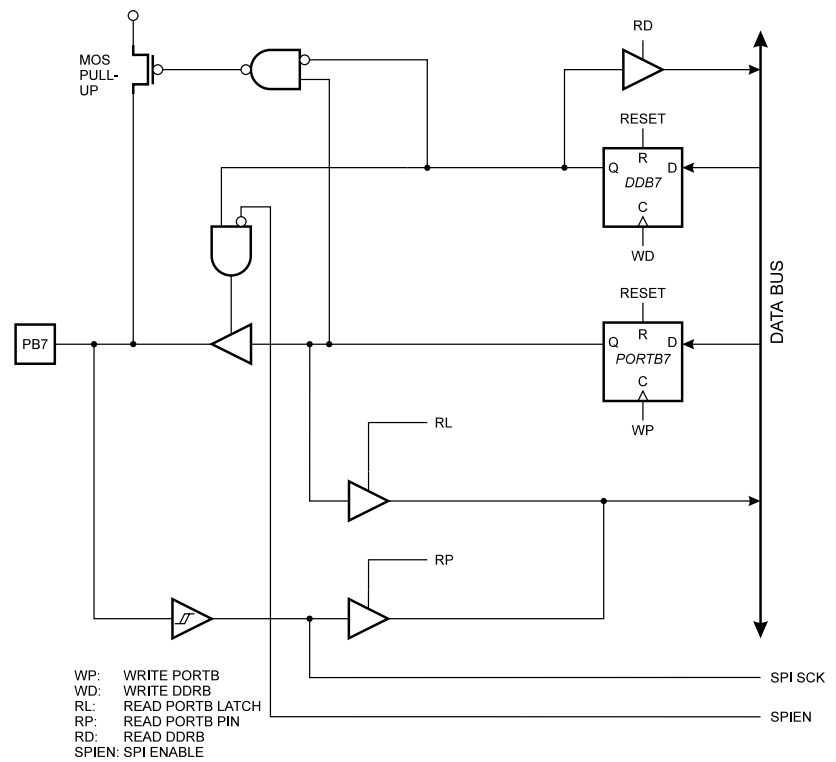 RD
MOS
PULL-
UP
RESET
R
Q
D
DDB7
C
WD
DATA BUS
RESET
PB7
R
Q
D
PORTB7
C
WP
RL
RP
WP: WRITE PORTB
WD: WRITE DDRB
RL: READ PORTB LATCH
RP: READ PORTB PIN
RD: READ DDRB
SPIEN: SPI ENABLE
SPI SCK
SPIEN